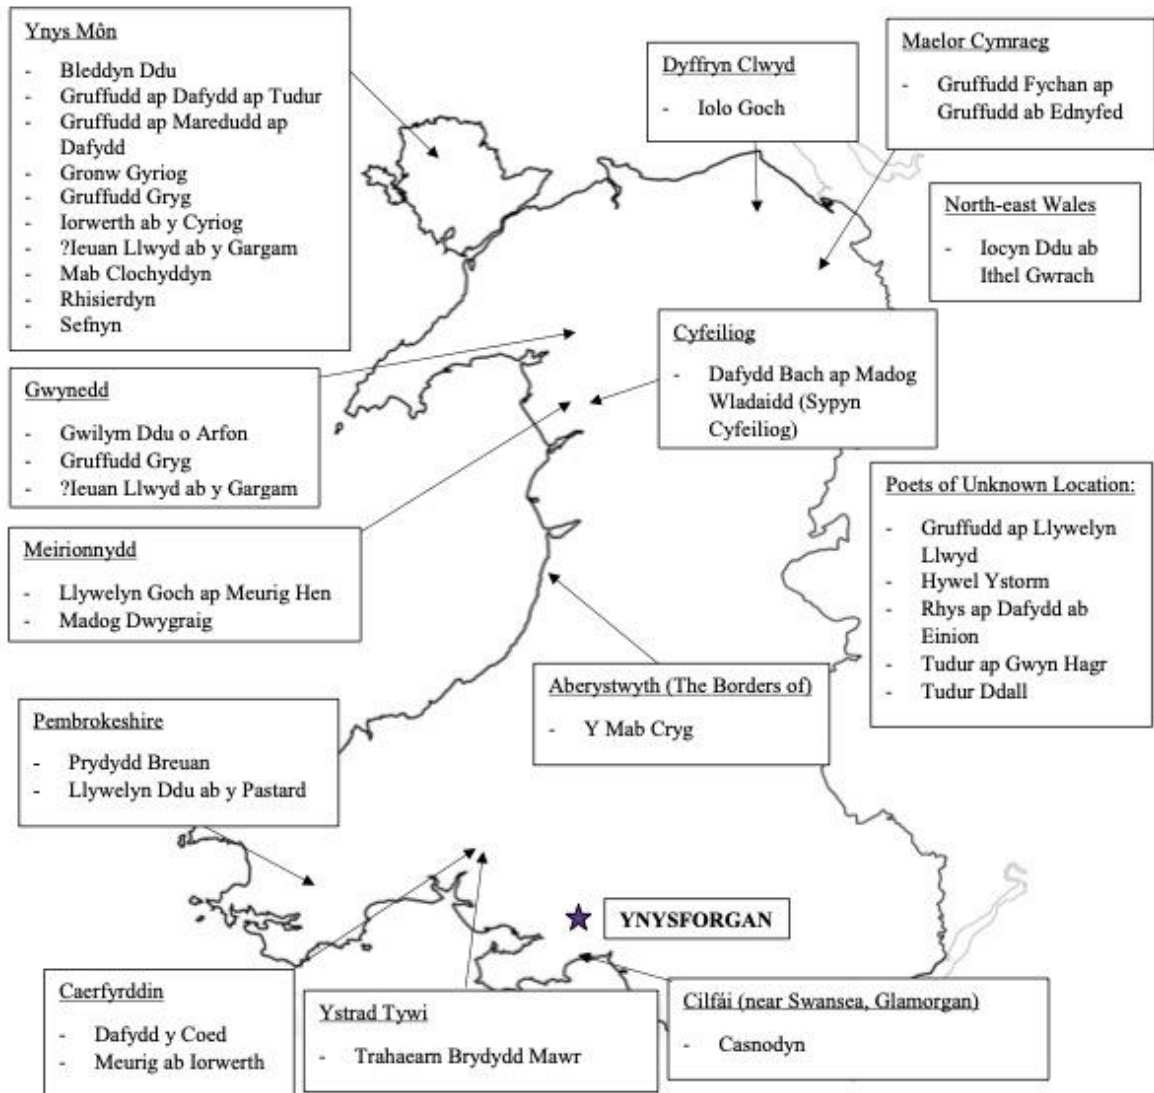 Ynys Môn
- Bleddyn Ddu
- Gruffudd ap Dafydd ap Tudur
- Gruffudd ap Maredudd ap
Dafydd
- Gronw Gyriog
- Gruffudd Gryg
- Iorwerth ab y Cyriog
- ?Ieuan Llwyd ab y Gargam
- Mab Clochyddyn
- Rhisierdyn
- Sefnyn
Dyffryn Clwyd
- Iolo Goch
Maelor Cymraeg
- Gruffudd Fychan ap
Gruffudd ab Ednyfed
North-east Wales
- Iocyn Ddu ab
Ithel Gwrach
Cyfeiliog
- Dafydd Bach ap Madog
Wladaidd (Sypyn
Cyfeiliog)
Gwynedd
- Gwilym Ddu o Arfon
- Gruffudd Gryg
- ?Ieuan Llwyd ab y Gargam
Poets of Unknown Location:
- Gruffudd ap Llywelyn
Llwyd
- Hywel Ystorm
- Rhys ap Dafydd ab
Einion
- Tudur ap Gwyn Hagr
- Tudur Ddall
Meirionnydd
- Llywelyn Goch ap Meurig Hen
- Madog Dwygraig
Aberystwyth (The Borders of)
- Y Mab Cryg
Pembrokeshire
- Prydydd Breuan
- Llywelyn Ddu ab y Pastard
YNYSFORGAN
Caerfyrddin
- Dafydd y Coed
- Meurig ab Iorwerth
Ystrad Tywi
- Trahaearn Brydydd Mawr
Cilfái (near Swansea, Glamorgan)
- Casnodyn